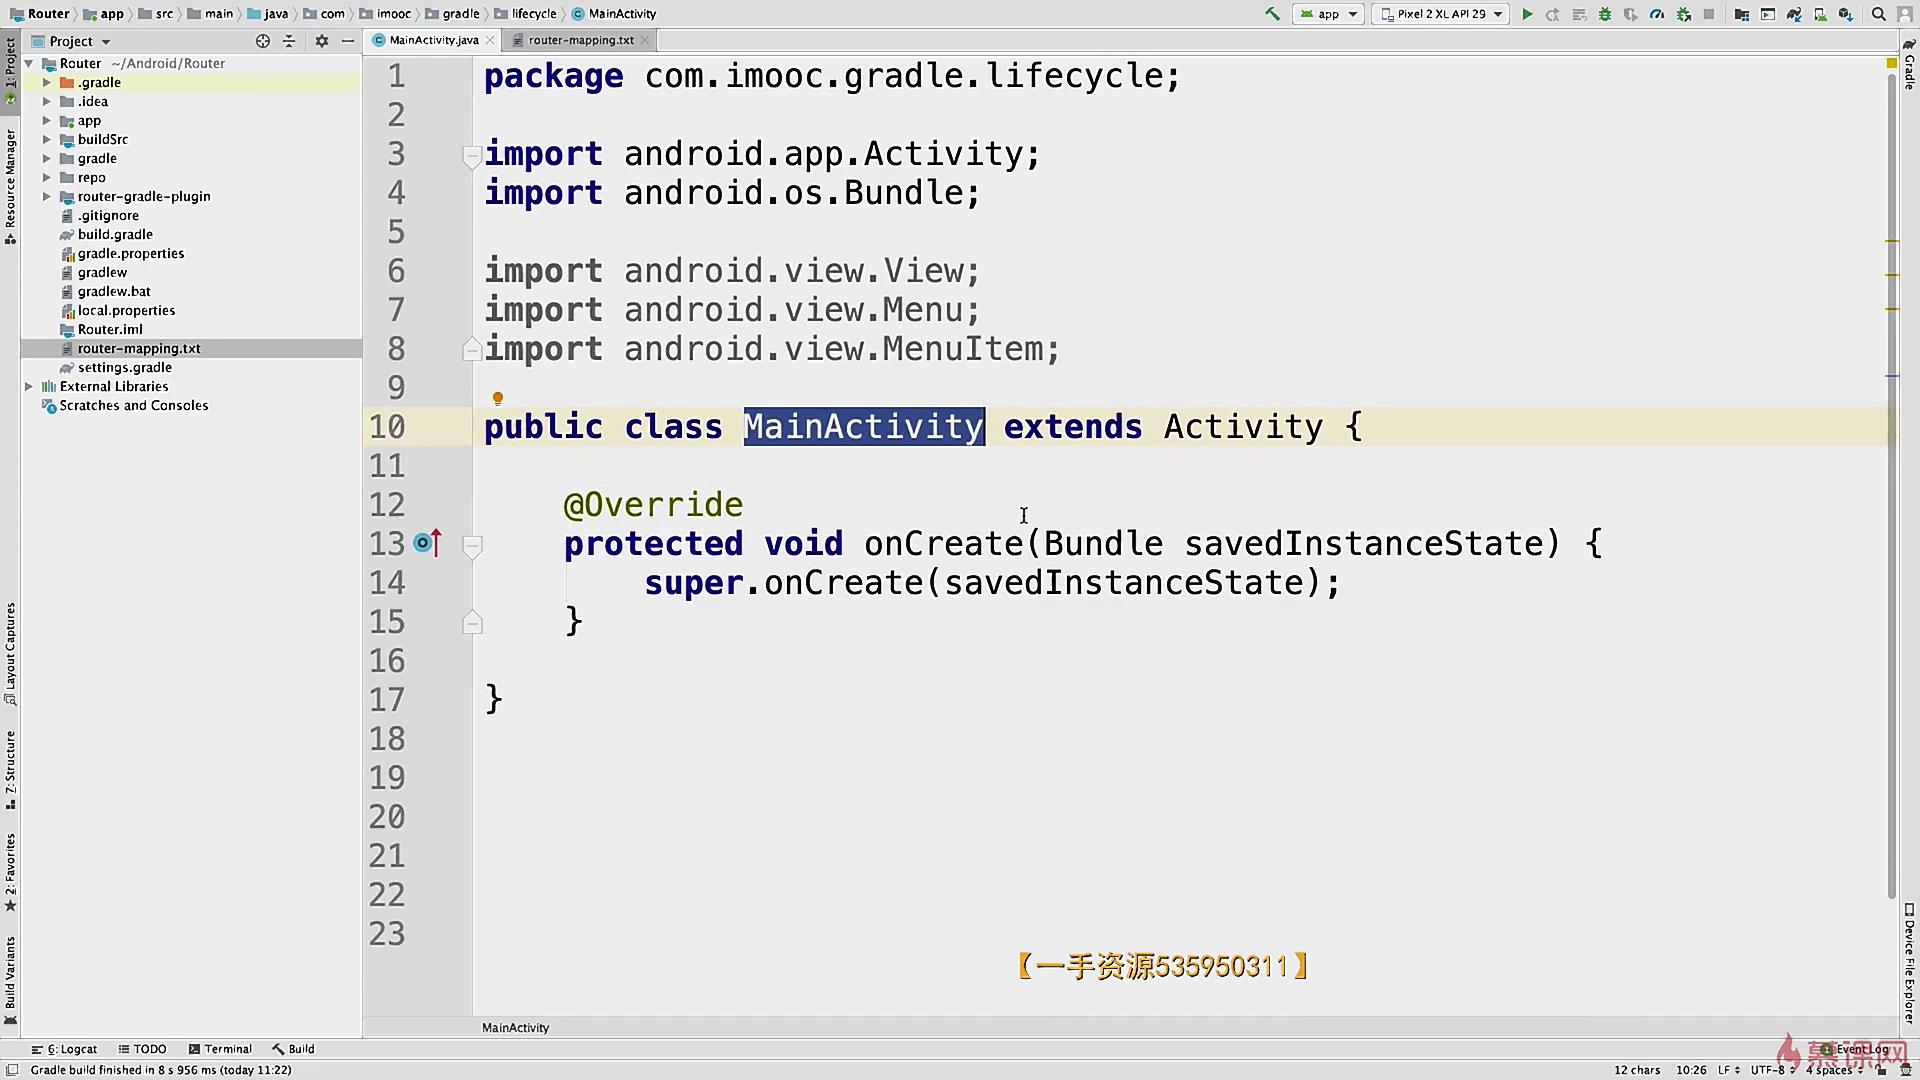 Router app src main java com imooc gradle lifecycle MainActivity app Pixel 2 XL API 29
Project MainActivity.java router-mapping.txt
1: Project
Resource Manager
Layout Captures
7: Structure
2: Favorites
Build Variants
Router ~/Android/Router
.gradle
.idea
app
buildSrc
gradle
repo
router-gradle-plugin
.gitignore
build.gradle
gradle.properties
gradlew
gradlew.bat
local.properties
Router.iml
router-mapping.txt
settings.gradle
External Libraries
Scratches and Consoles
1 package com.imooc.gradle.lifecycle;
2
3 import android.app.Activity;
4 import android.os.Bundle;
5
6 import android.view.View;
7 import android.view.Menu;
8 import android.view.MenuItem;
9
10 public class MainActivity extends Activity {
11
12 @Override
13 protected void onCreate(Bundle savedInstanceState) {
14 super.onCreate(savedInstanceState);
15 }
16
17 }
18
19
20
21
22
23
【一手资源535950311】
Gradle
Device File Explorer
MainActivity
6: Logcat TODO Terminal Build Event Log
慕课网
Gradle build finished in 8 s 956 ms (today 11:22) 12 chars 10:26 LF UTF-8 4 spaces